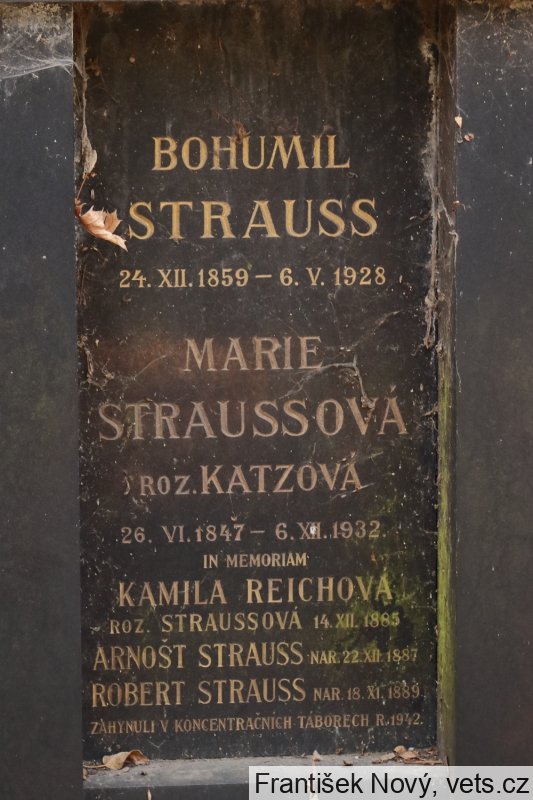 BOHUMIL
STRAUSS
24. XII. 1859 – 6. V. 1928
MARIE
STRAUSSOVÁ
ROZ. KATZOVÁ
26. VI. 1847 – 6. XII. 1932.
IN MEMORIAM
KAMILA REICHOVÁ
ROZ. STRAUSSOVÁ 14. XII. 1885
ARNOŠT STRAUSS NAR. 22. XII. 1887
ROBERT STRAUSS NAR. 18. XI. 1889.
ZAHYNULI V KONCENTRAČNÍCH TÁBORECH R. 1942.
František Nový, vets.cz